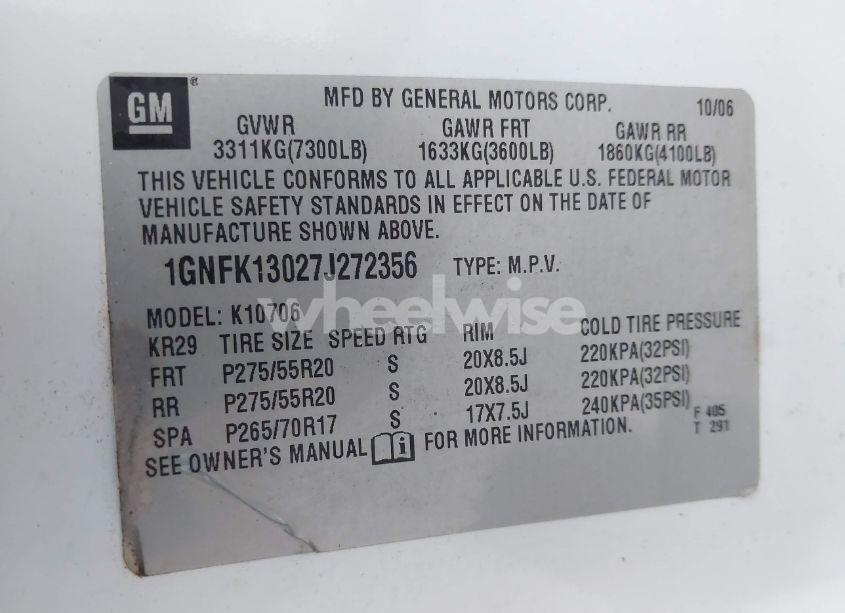 GM ®
MFD BY GENERAL MOTORS CORP. 10/06
GVWR GAWR FRT GAWR RR
3311KG(7300LB) 1633KG(3600LB) 1860KG(4100LB)
THIS VEHICLE CONFORMS TO ALL APPLICABLE U.S. FEDERAL MOTOR
VEHICLE SAFETY STANDARDS IN EFFECT ON THE DATE OF
MANUFACTURE SHOWN ABOVE.
1GNFK13027J272356 TYPE: M.P.V.
wheelwise
MODEL: K10706
KR29 TIRE SIZE SPEED RTG RIM COLD TIRE PRESSURE
FRT P275/55R20 S 20X8.5J 220KPA(32PSI)
RR P275/55R20 S 20X8.5J 220KPA(32PSI)
SPA P265/70R17 S 17X7.5J 240KPA(35PSI) F 405
SEE OWNER'S MANUAL i FOR MORE INFORMATION. T 291